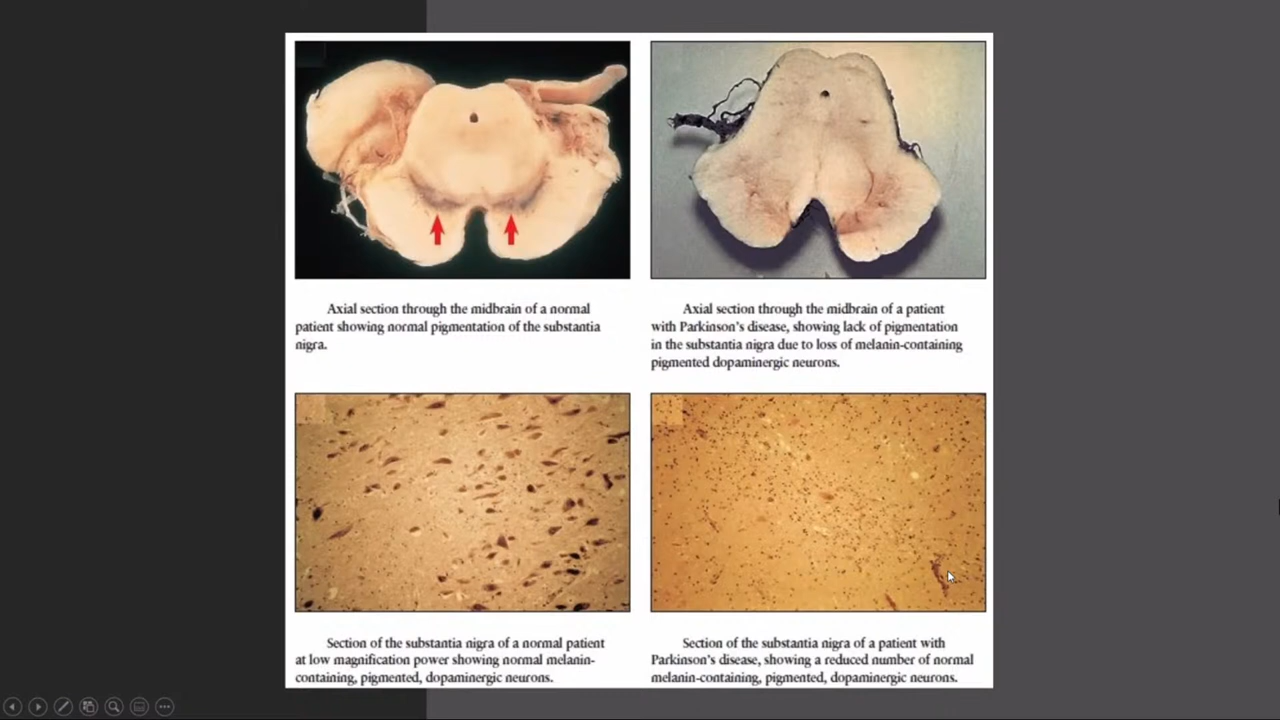 Axial section through the midbrain of a normal
patient showing normal pigmentation of the substantia
nigra.
Axial section through the midbrain of a patient
with Parkinson's disease, showing lack of pigmentation
in the substantia nigra due to loss of melanin-containing
pigmented dopaminergic neurons.
Section of the substantia nigra of a normal patient
at low magnification power showing normal melanin-
containing, pigmented, dopaminergic neurons.
Section of the substantia nigra of a patient with
Parkinson's disease, showing a reduced number of normal
melanin-containing, pigmented, dopaminergic neurons.